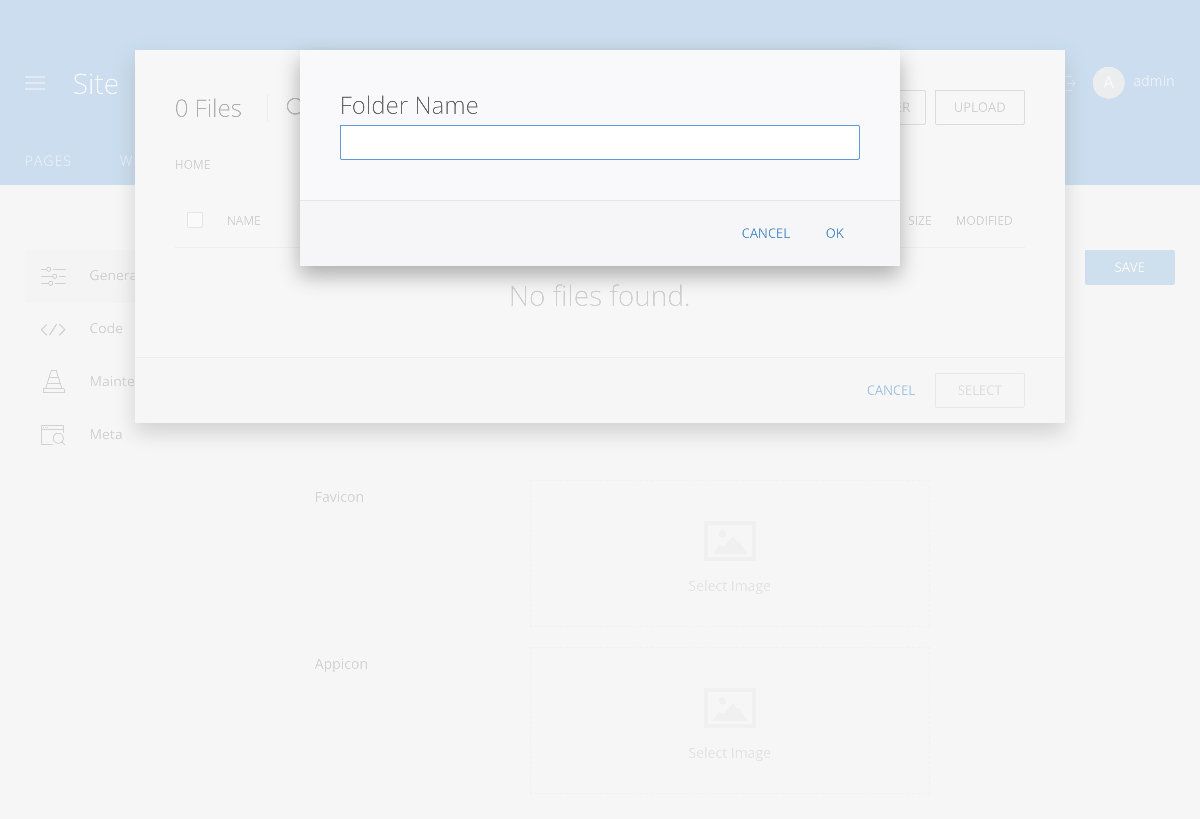 Site
A admin
PAGES W
0 Files
ER UPLOAD
HOME
NAME SIZE MODIFIED
Folder Name
CANCEL OK
No files found.
CANCEL SELECT
SAVE
Genera
Code
Mainte
Meta
Favicon
Select Image
Appicon
Select Image